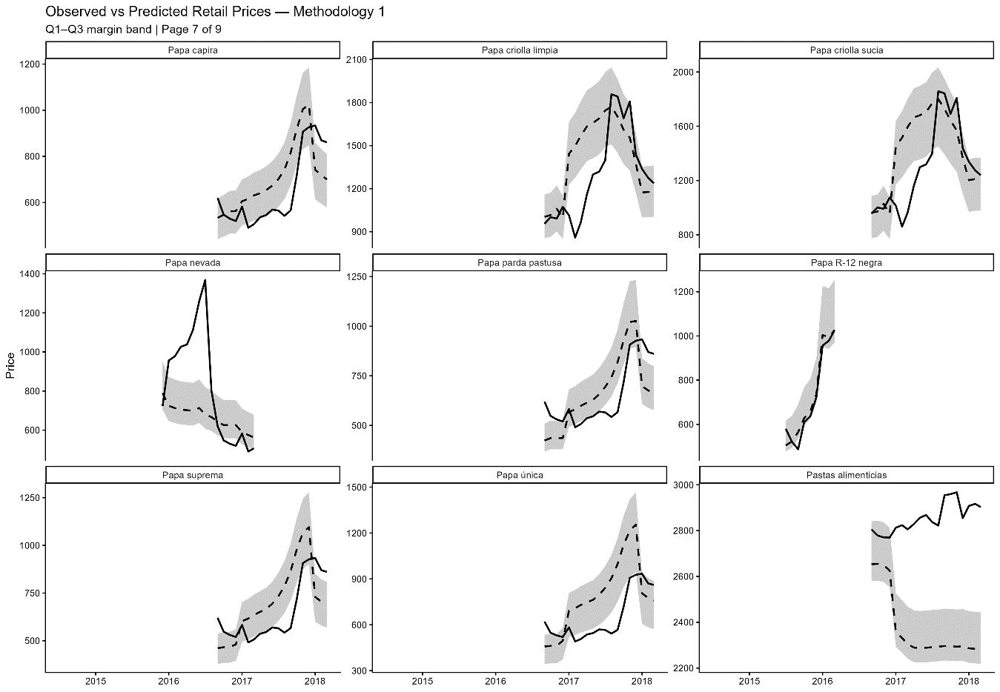 Observed vs Predicted Retail Prices — Methodology 1
Q1–Q3 margin band | Page 7 of 9
Papa capira
Papa criolla limpia
Papa criolla sucia
1200
1000
800
600
2100
1800
1500
1200
900
2000
1600
1200
800
Papa nevada
Papa parda pastusa
Papa R-12 negra
1400
1200
1000
800
600
1250
1000
750
500
1200
1000
800
600
Price
Papa suprema
Papa única
Pastas alimenticias
1250
1000
750
500
1500
1200
900
600
300
3000
2800
2600
2400
2200
2015 2016 2017 2018
2015 2016 2017 2018
2015 2016 2017 2018